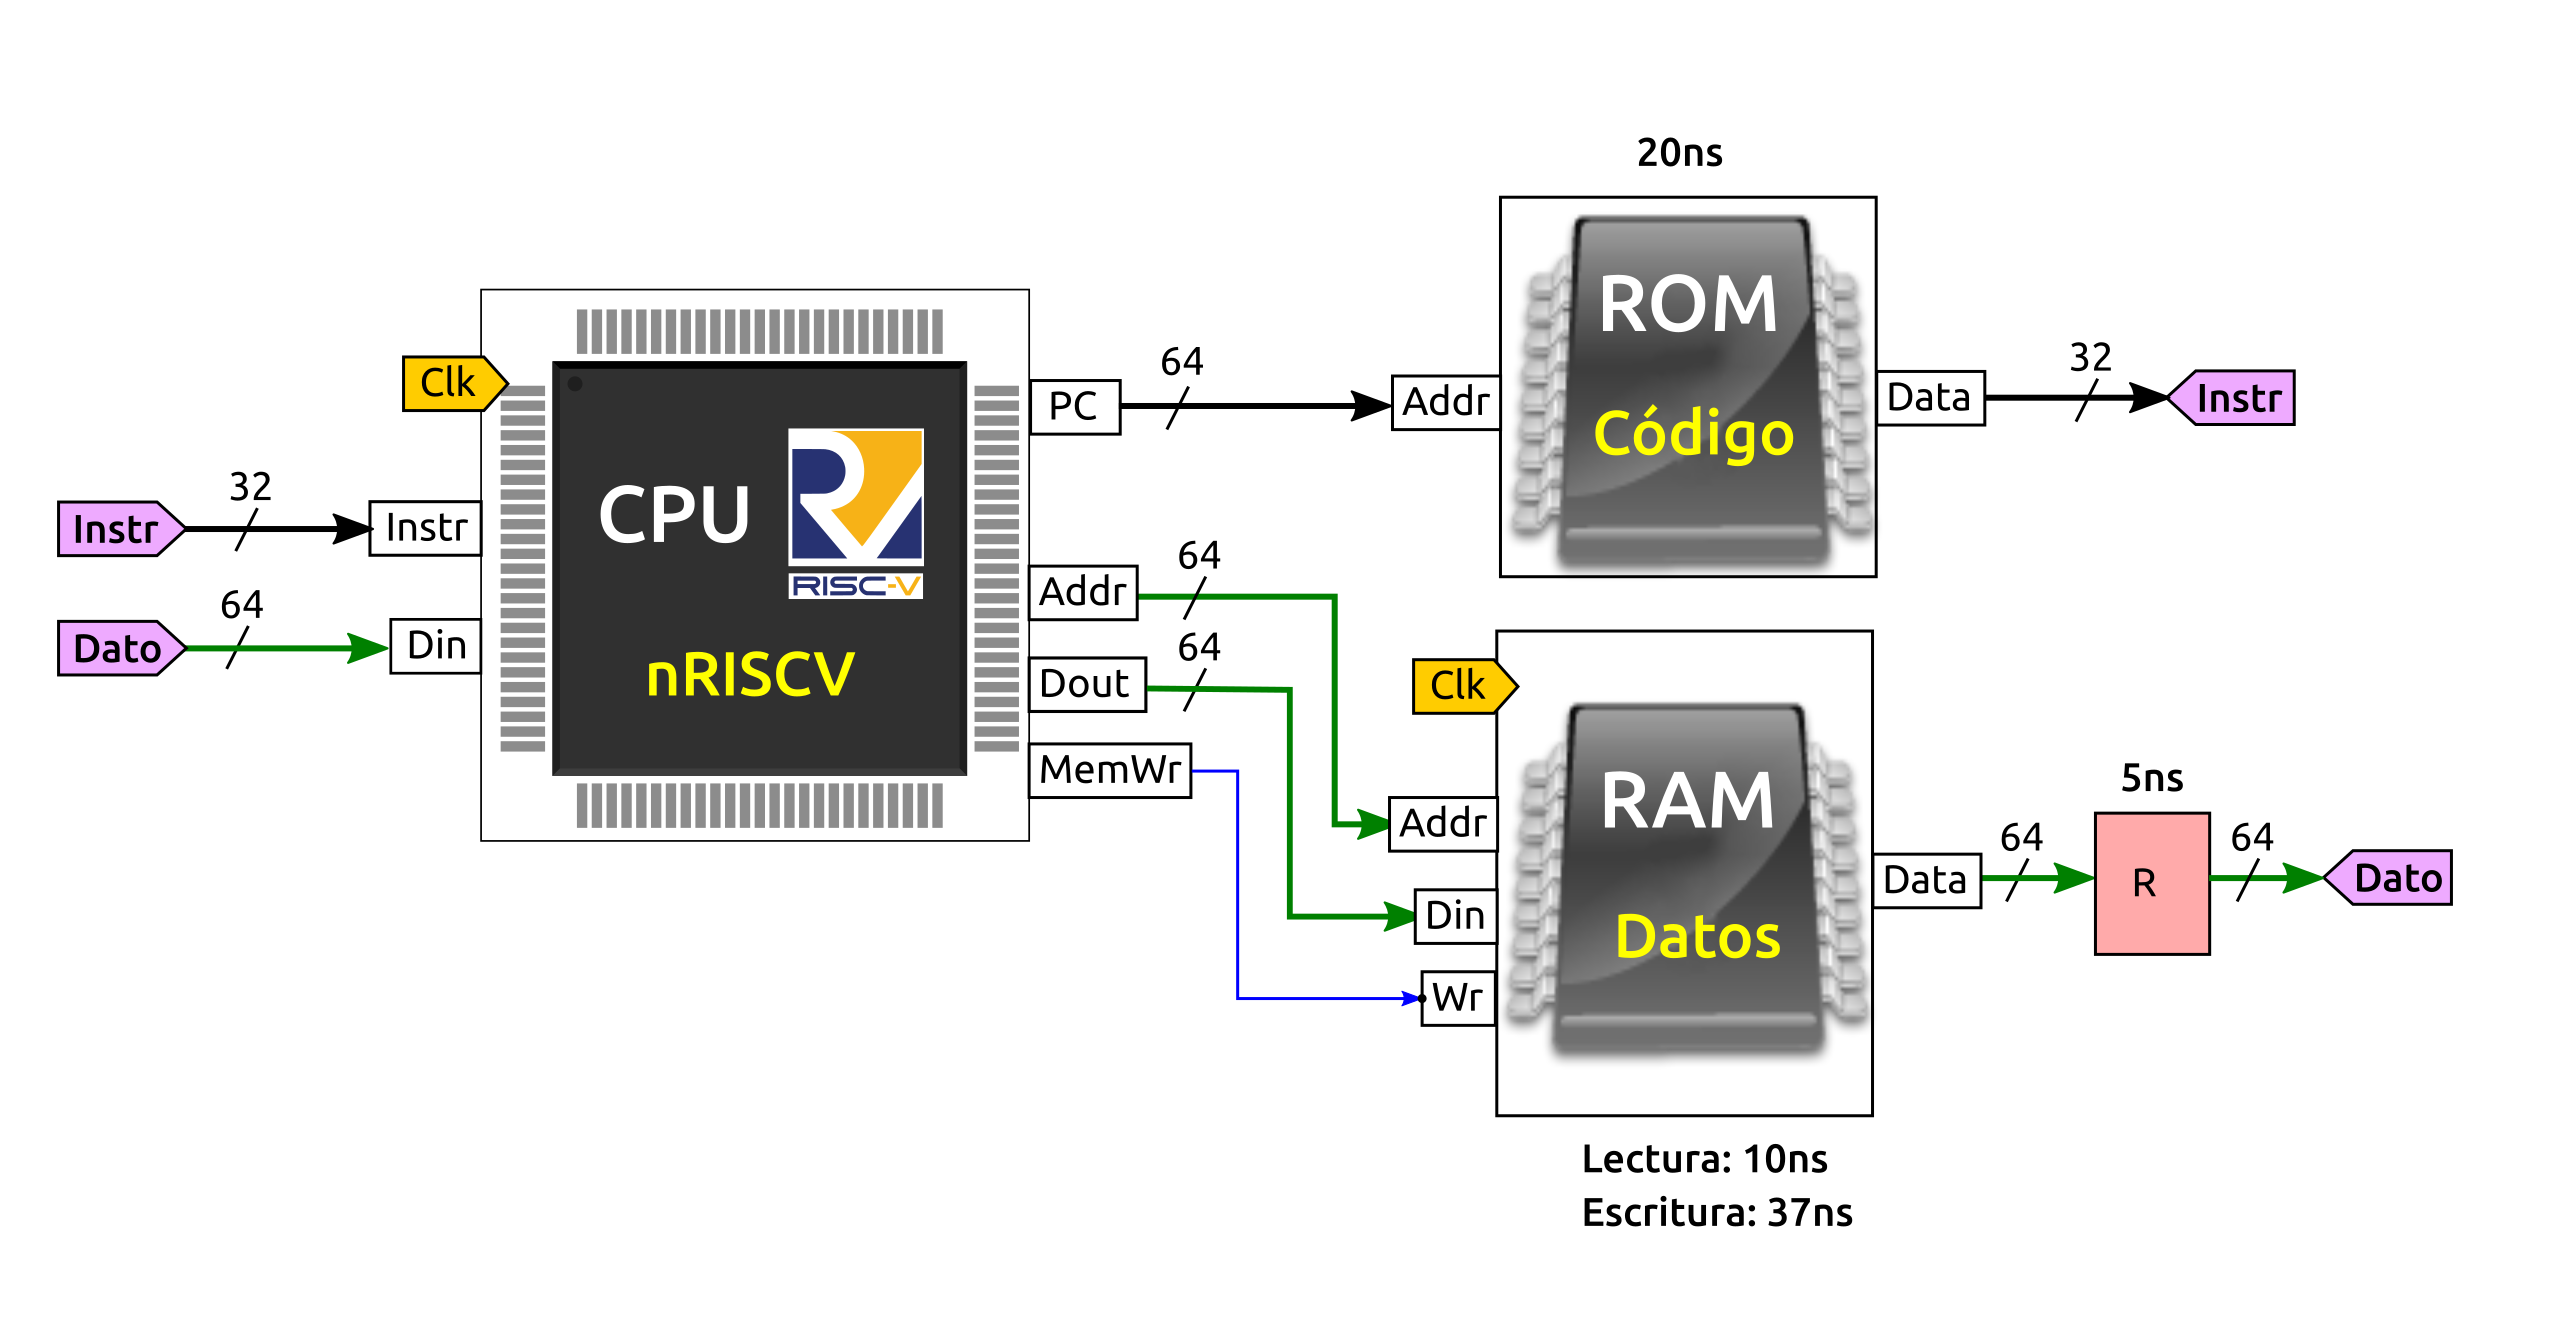 20ns
ROM
Código
Addr
Data
32
Instr
64
PC
Clk
CPU
RISC-V
nRISCV
32
Instr
Instr
64
Dato
Din
Addr
64
Dout
64
MemWr
Clk
RAM
Datos
Addr
Din
Wr
Data
64
5ns
R
64
Dato
Lectura: 10ns
Escritura: 37ns